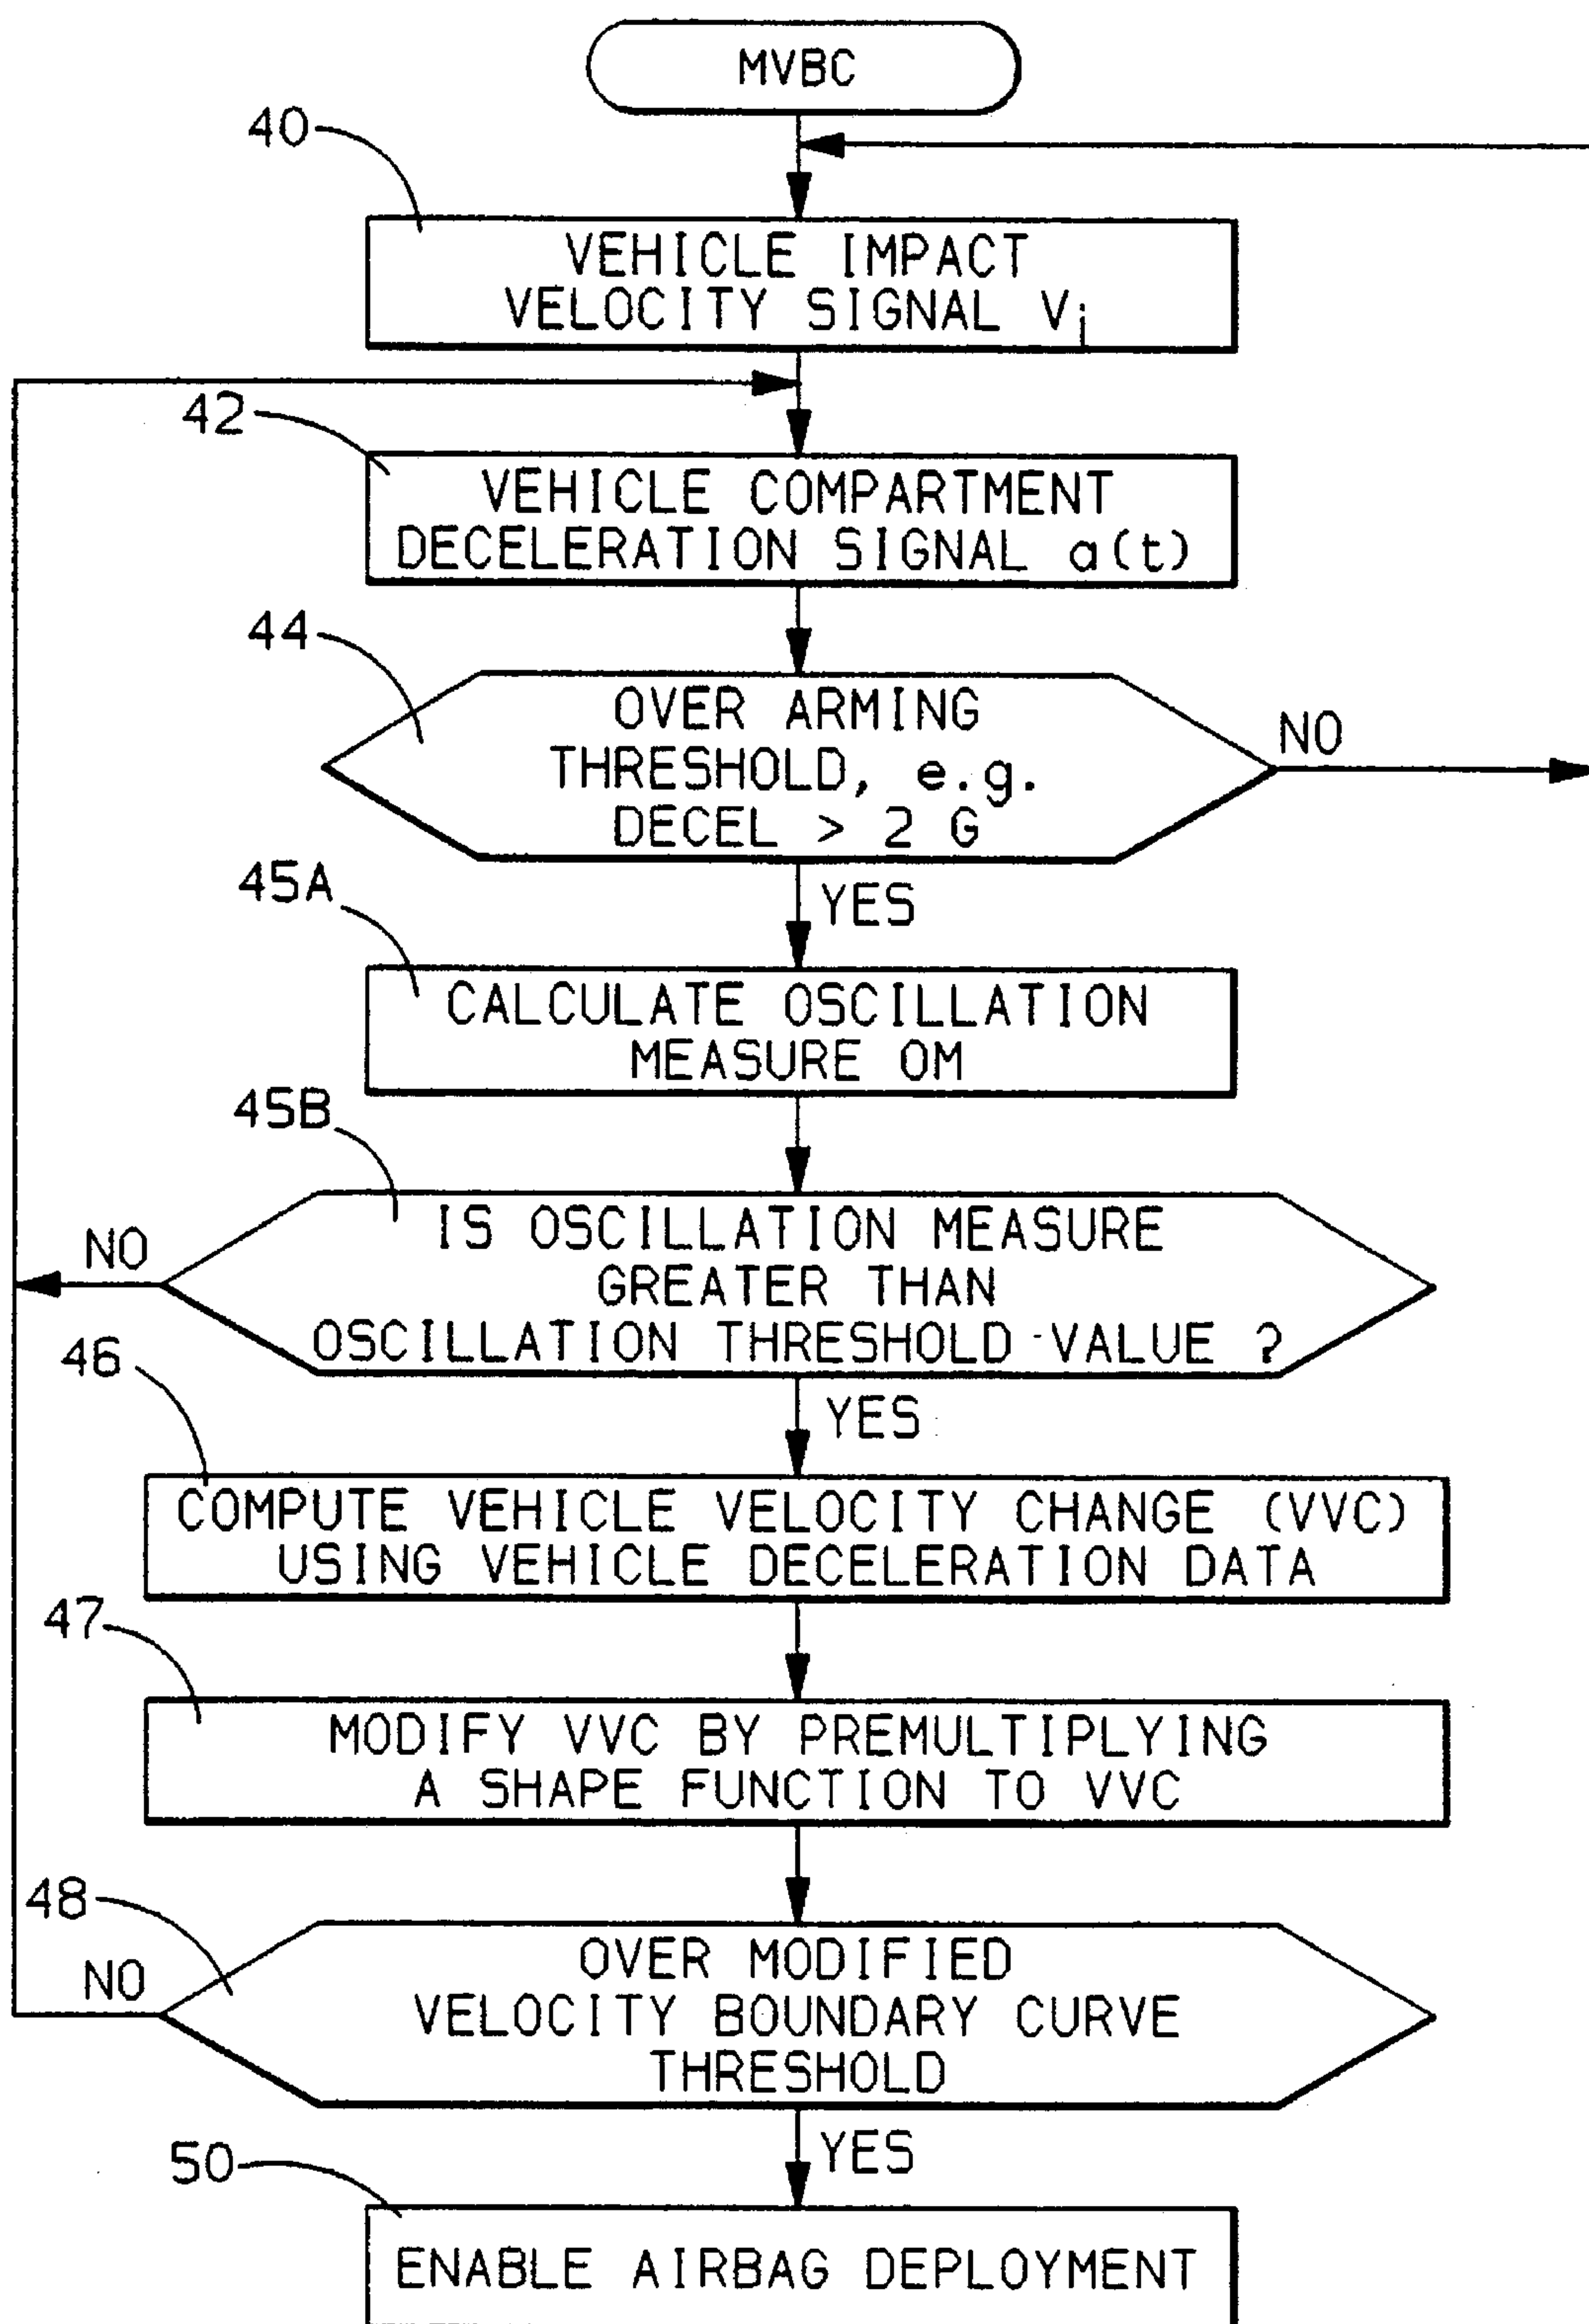 MVBC
40
VEHICLE IMPACT
VELOCITY SIGNAL Vi
42
VEHICLE COMPARTMENT
DECELERATION SIGNAL a(t)
44
OVER ARMING
THRESHOLD, e.g.
DECEL > 2 G
NO
YES
45A
CALCULATE OSCILLATION
MEASURE OM
45B
IS OSCILLATION MEASURE
GREATER THAN
OSCILLATION THRESHOLD VALUE ?
NO
YES
46
COMPUTE VEHICLE VELOCITY CHANGE (VVC)
USING VEHICLE DECELERATION DATA
47
MODIFY VVC BY PREMULTIPLYING
A SHAPE FUNCTION TO VVC
48
OVER MODIFIED
VELOCITY BOUNDARY CURVE
THRESHOLD
NO
YES
50
ENABLE AIRBAG DEPLOYMENT